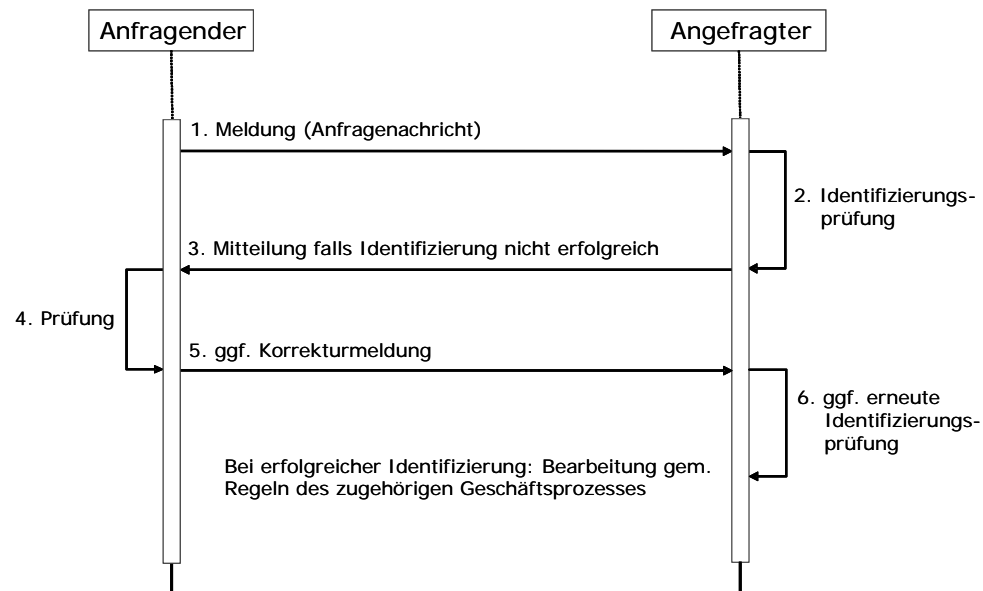 Anfragender
Angefragter
1. Meldung (Anfragenachricht)
2. Identifizierungs-
prüfung
3. Mitteilung falls Identifizierung nicht erfolgreich
4. Prüfung
5. ggf. Korrekturmeldung
6. ggf. erneute
Identifizierungs-
prüfung
Bei erfolgreicher Identifizierung: Bearbeitung gem.
Regeln des zugehörigen Geschäftsprozesses